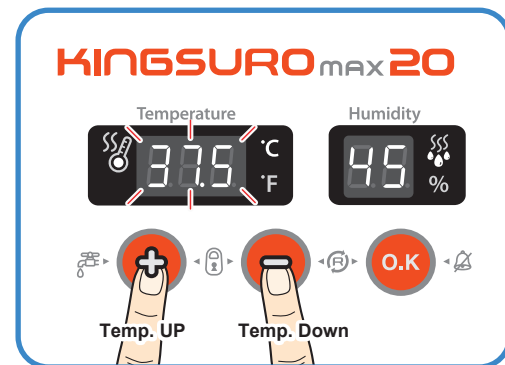 KINGSURO max 20
Temperature Humidity
37.5 °C °F 45 %
R O.K
Temp. UP Temp. Down